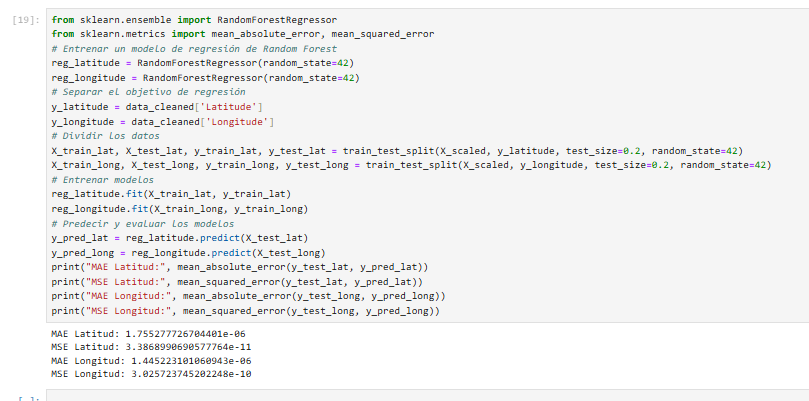 [19]: from sklearn.ensemble import RandomForestRegressor
from sklearn.metrics import mean_absolute_error, mean_squared_error
# Entrenar un modelo de regresión de Random Forest
reg_latitude = RandomForestRegressor(random_state=42)
reg_longitude = RandomForestRegressor(random_state=42)
# Separar el objetivo de regresión
y_latitude = data_cleaned['Latitude']
y_longitude = data_cleaned['Longitude']
# Dividir los datos
X_train_lat, X_test_lat, y_train_lat, y_test_lat = train_test_split(X_scaled, y_latitude, test_size=0.2, random_state=42)
X_train_long, X_test_long, y_train_long, y_test_long = train_test_split(X_scaled, y_longitude, test_size=0.2, random_state=42)
# Entrenar modelos
reg_latitude.fit(X_train_lat, y_train_lat)
reg_longitude.fit(X_train_long, y_train_long)
# Predecir y evaluar los modelos
y_pred_lat = reg_latitude.predict(X_test_lat)
y_pred_long = reg_longitude.predict(X_test_long)
print("MAE Latitud:", mean_absolute_error(y_test_lat, y_pred_lat))
print("MSE Latitud:", mean_squared_error(y_test_lat, y_pred_lat))
print("MAE Longitud:", mean_absolute_error(y_test_long, y_pred_long))
print("MSE Longitud:", mean_squared_error(y_test_long, y_pred_long))
MAE Latitud: 1.755277726704401e-06
MSE Latitud: 3.3868990690577764e-11
MAE Longitud: 1.445223101060943e-06
MSE Longitud: 3.025723745202248e-10
[ ]: